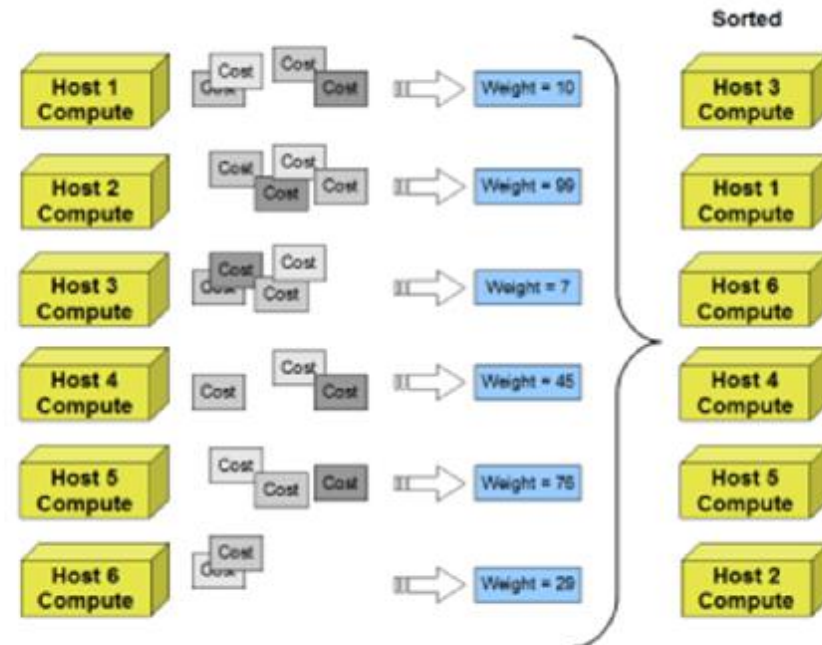 Sorted
Host 1
Compute
Cost
Cost
Cost
Cost
Weight = 10
Host 3
Compute
Host 2
Compute
Cost
Cost
Cost
Cost
Weight = 99
Host 1
Compute
Host 3
Compute
Cost
Cost
Cost
Cost
Weight = 7
Host 6
Compute
Host 4
Compute
Cost
Cost
Cost
Weight = 45
Host 4
Compute
Host 5
Compute
Cost
Cost
Cost
Weight = 76
Host 5
Compute
Host 6
Compute
Cost
Cost
Weight = 29
Host 2
Compute